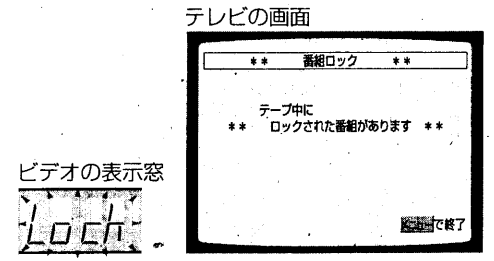 テレビの画面
** 番組ロック **
テープ中に
** ロックされた番組があります **
で終了
ビデオの表示窓
Loch